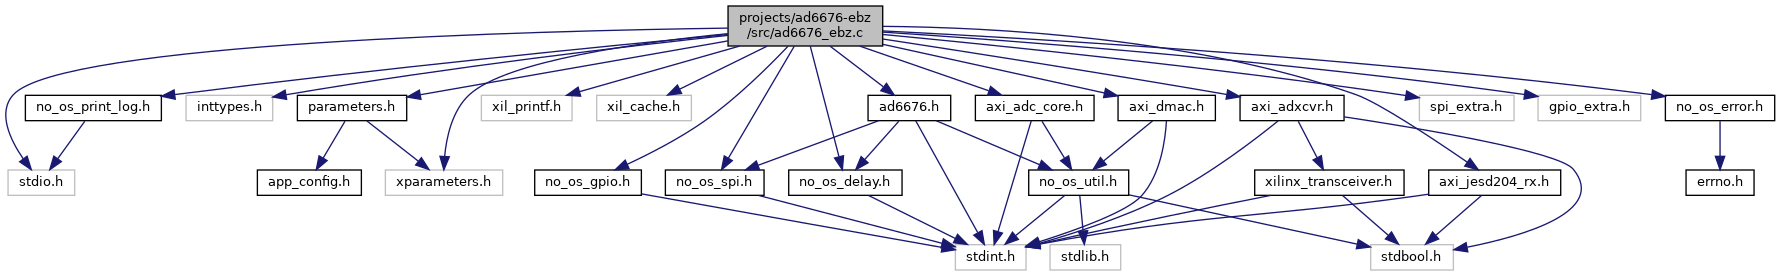 projects/ad6676-ebz
/src/ad6676_ebz.c
no_os_print_log.h
inttypes.h
parameters.h
xil_printf.h
xil_cache.h
ad6676.h
axi_adc_core.h
axi_dmac.h
axi_adxcvr.h
spi_extra.h
gpio_extra.h
no_os_error.h
stdio.h
app_config.h
xparameters.h
no_os_gpio.h
no_os_spi.h
no_os_delay.h
no_os_util.h
xilinx_transceiver.h
axi_jesd204_rx.h
errno.h
stdint.h
stdlib.h
stdbool.h